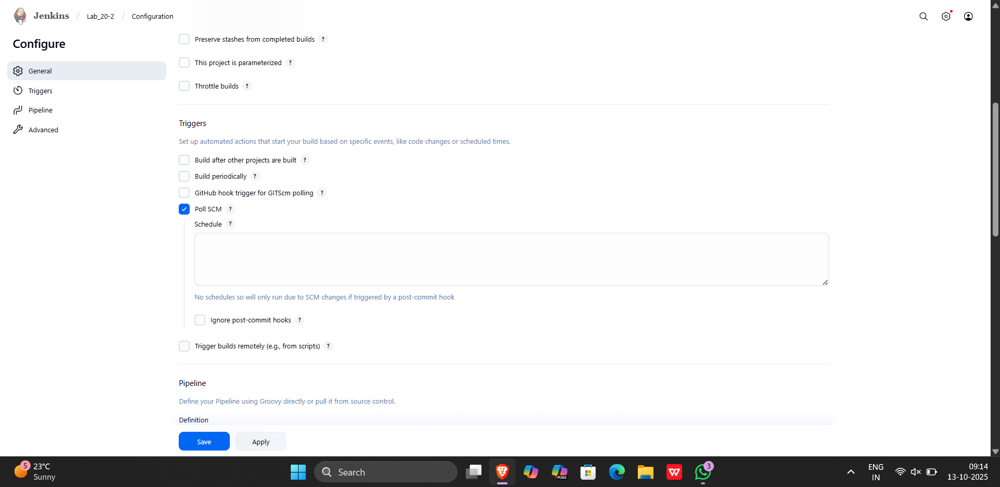 Jenkins / Lab_20-2 / Configuration
Configure
General
Triggers
Pipeline
Advanced
Preserve stashes from completed builds ?
This project is parameterized ?
Throttle builds ?
Triggers
Set up automated actions that start your build based on specific events, like code changes or scheduled times.
Build after other projects are built ?
Build periodically ?
GitHub hook trigger for GITScm polling ?
Poll SCM ?
Schedule ?
No schedules so will only run due to SCM changes if triggered by a post-commit hook
Ignore post-commit hooks ?
Trigger builds remotely (e.g., from scripts) ?
Pipeline
Define your Pipeline using Groovy directly or pull it from source control.
Definition
Save Apply
5 23°C
Sunny
Search
M365
W
3
ENG
IN
09:14
13-10-2025